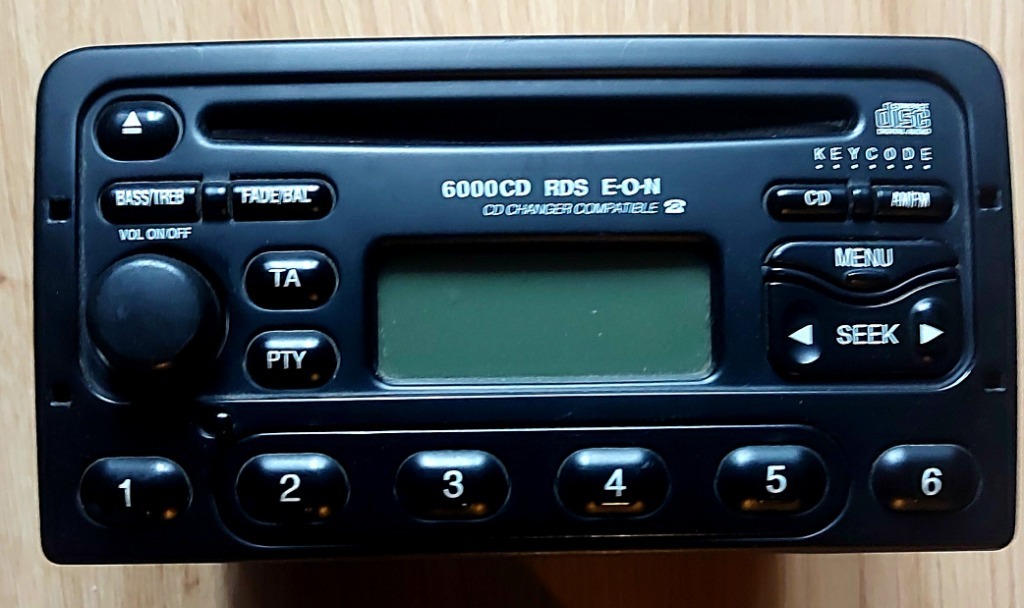 COMPACT
disc
DIGITAL AUDIO
KEYCODE
BASS/TREB
FADE/BAL
6000CD RDS E·O·N
CD
AM/FM
CD CHANGER COMPATIBLE
VOL ON/OFF
TA
MENU
PTY
SEEK
1
2
3
4
5
6